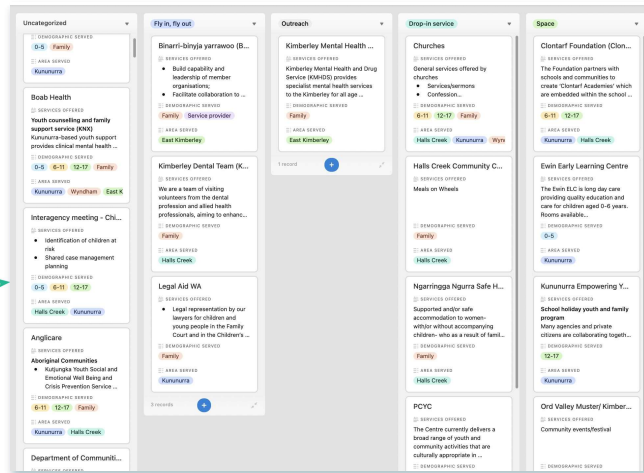 Uncategorized
DEMOGRAPHIC SERVED
0-5 Family
AREA SERVED
Kununurra
Boab Health
SERVICES OFFERED
Youth counselling and family
support service (KNX)
Kununurra-based youth support
provides clinical mental health ...
DEMOGRAPHIC SERVED
0-5 6-11 12-17 Family
AREA SERVED
Kununurra Wyndham East K
Interagency meeting - Chi...
SERVICES OFFERED
• Identification of children at
risk
• Shared case management
planning
DEMOGRAPHIC SERVED
0-5 6-11 12-17
AREA SERVED
Halls Creek Kununurra
Anglicare
SERVICES OFFERED
Aboriginal Communities
• Kutjungka Youth Social and
Emotional Well Being and
Crisis Prevention Service ...
DEMOGRAPHIC SERVED
6-11 12-17 Family
AREA SERVED
Kununurra Halls Creek
Department of Communiti...
SERVICES OFFERED
Fly in, fly out
Binarri-binyja yarrawoo (B...
SERVICES OFFERED
• Build capability and
leadership of member
organisations;
• Facilitate collaboration to ...
DEMOGRAPHIC SERVED
Family Service provider
AREA SERVED
East Kimberley
Kimberley Dental Team (K...
SERVICES OFFERED
We are a team of visiting
volunteers from the dental
profession and allied health
professionals, aiming to enhanc...
DEMOGRAPHIC SERVED
Family
AREA SERVED
Halls Creek
Legal Aid WA
SERVICES OFFERED
• Legal representation by our
lawyers for children and
young people in the Family
Court and in the Children's ...
DEMOGRAPHIC SERVED
Family
AREA SERVED
Kununurra
3 records
Outreach
Kimberley Mental Health ...
SERVICES OFFERED
Kimberley Mental Health and Drug
Service (KMHDS) provides
specialist mental health services
to the Kimberley for all age ...
DEMOGRAPHIC SERVED
Family
AREA SERVED
East Kimberley
1 record
Drop-in service
Churches
SERVICES OFFERED
General services offered by
churches
• Services/sermons
• Confession...
DEMOGRAPHIC SERVED
6-11 12-17 Family
AREA SERVED
Halls Creek Kununurra Wyn
Halls Creek Community C...
SERVICES OFFERED
Meals on Wheels
DEMOGRAPHIC SERVED
Family
AREA SERVED
Halls Creek
Ngarringga Ngurra Safe H...
SERVICES OFFERED
Supported and/or safe
accommodation to women-
with/or without accompanying
children- who as a result of famil...
DEMOGRAPHIC SERVED
Family
AREA SERVED
Halls Creek
PCYC
SERVICES OFFERED
The Centre currently delivers a
broad range of youth and
community activities that are
culturally appropriate in ...
DEMOGRAPHIC SERVED
Space
Clontarf Foundation (Clon...
SERVICES OFFERED
The Foundation partners with
schools and communities to
create 'Clontarf Academies' which
are embedded within the school ...
DEMOGRAPHIC SERVED
6-11 12-17
AREA SERVED
Kununurra Halls Creek
Ewin Early Learning Centre
SERVICES OFFERED
The Ewin ELC is long day care
providing quality education and
care for children aged 0-6 years.
Rooms available...
DEMOGRAPHIC SERVED
0-5
AREA SERVED
Kununurra
Kununurra Empowering Y...
SERVICES OFFERED
School holiday youth and family
program
Many agencies and private
citizens are collaborating togeth...
DEMOGRAPHIC SERVED
12-17
AREA SERVED
Kununurra
Ord Valley Muster/ Kimber...
SERVICES OFFERED
Community events/festival
DEMOGRAPHIC SERVED